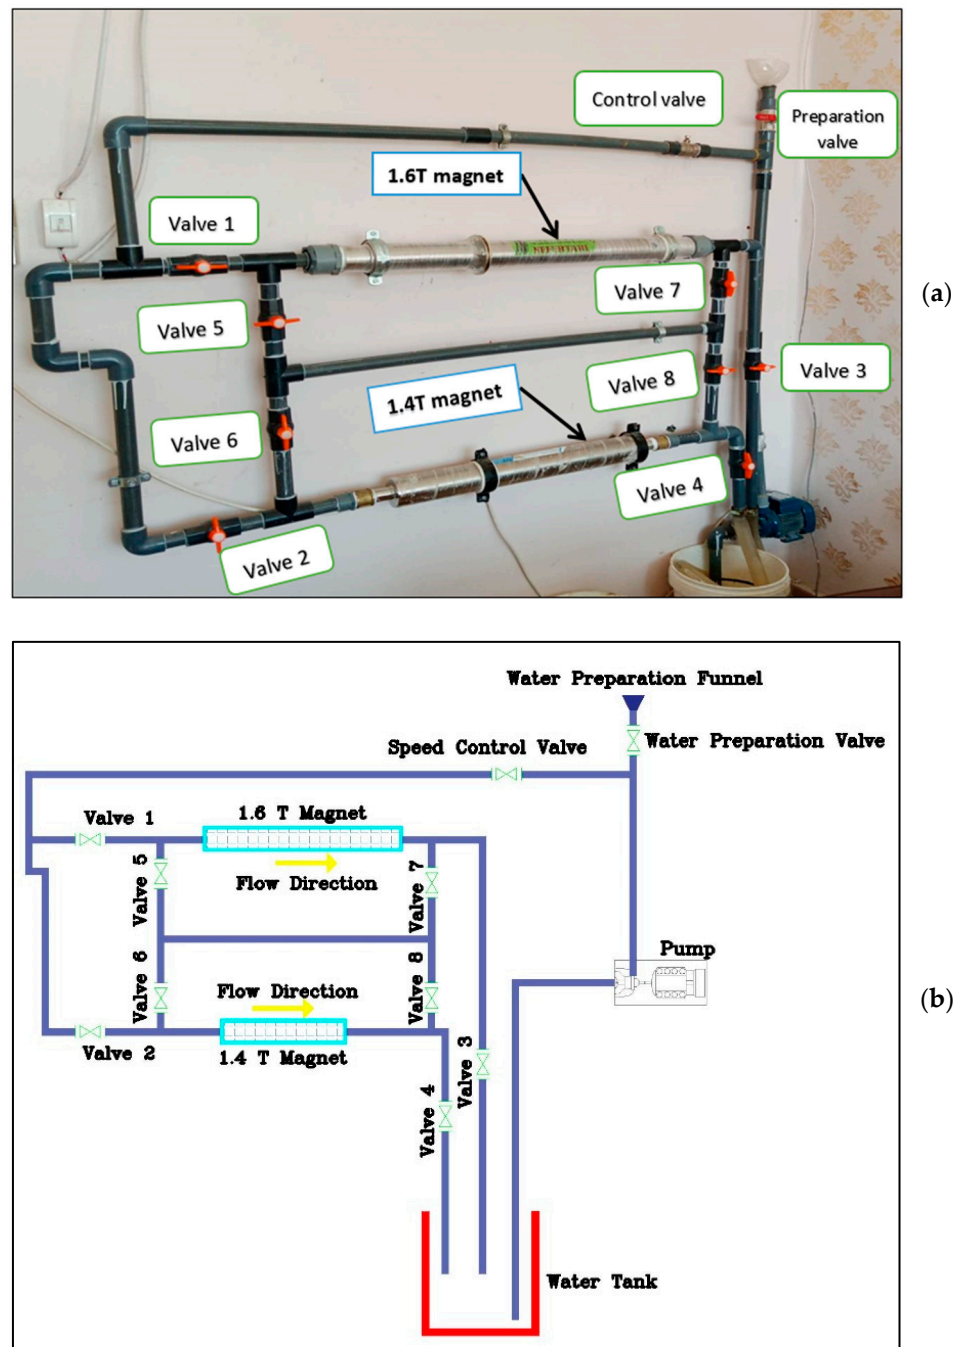 Control valve
Preparation
valve
1.6T magnet
Valve 1
Valve 7
Valve 5
Valve 8
Valve 3
1.4T magnet
Valve 6
Valve 4
Valve 2
(a)
Water Preparation Funnel
Speed Control Valve
Water Preparation Valve
Valve 1
1.6 T Magnet
Valve 5
Flow Direction
Valve 7
Pump
Valve 6
Flow Direction
Valve 8
(b)
Valve 2
1.4 T Magnet
Valve 3
Valve 4
Water Tank